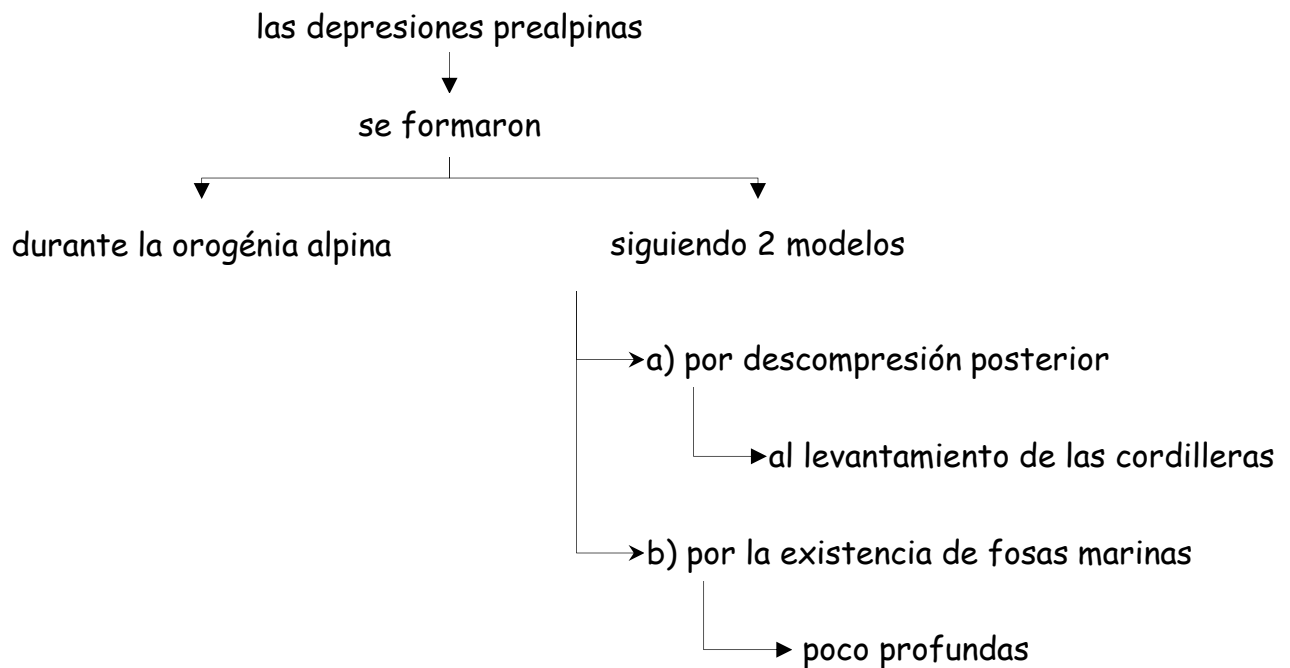 las depresiones prealpinas
se formaron
durante la orogénia alpina
siguiendo 2 modelos
a) por descompresión posterior
al levantamiento de las cordilleras
b) por la existencia de fosas marinas
poco profundas